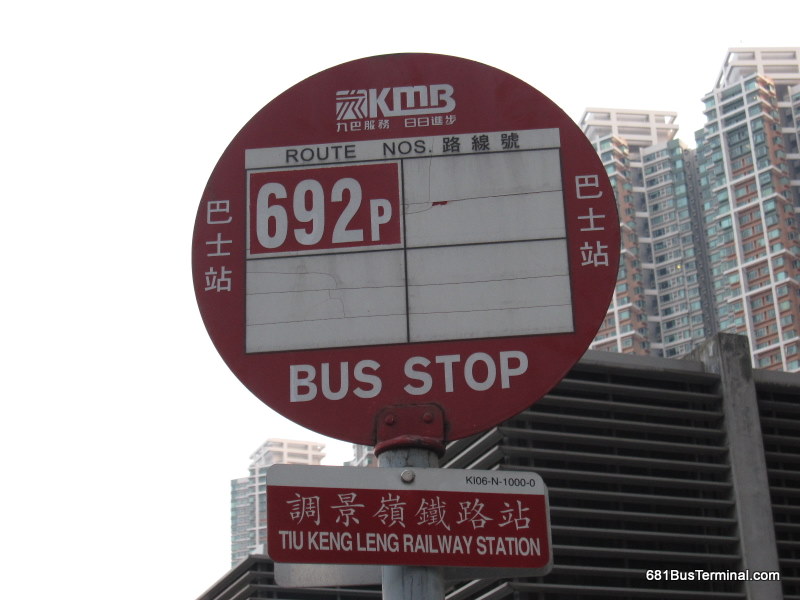 KMB
九巴服務 日日進步
ROUTE NOS. 路線號
692P
巴士站
巴士站
BUS STOP
KI06-N-1000-0
調景嶺鐵路站
TIU KENG LENG RAILWAY STATION
681BusTerminal.com